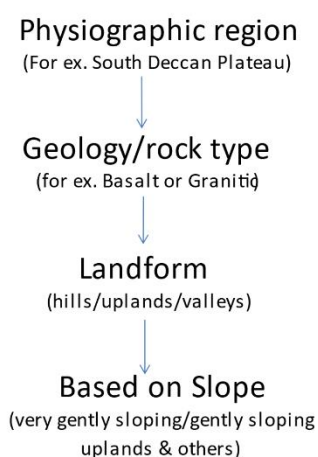 Physiographic region
(For ex. South Deccan Plateau)
Geology/rock type
(for ex. Basalt or Granitic)
Landform
(hills/uplands/valleys)
Based on Slope
(very gently sloping/gently sloping
uplands & others)